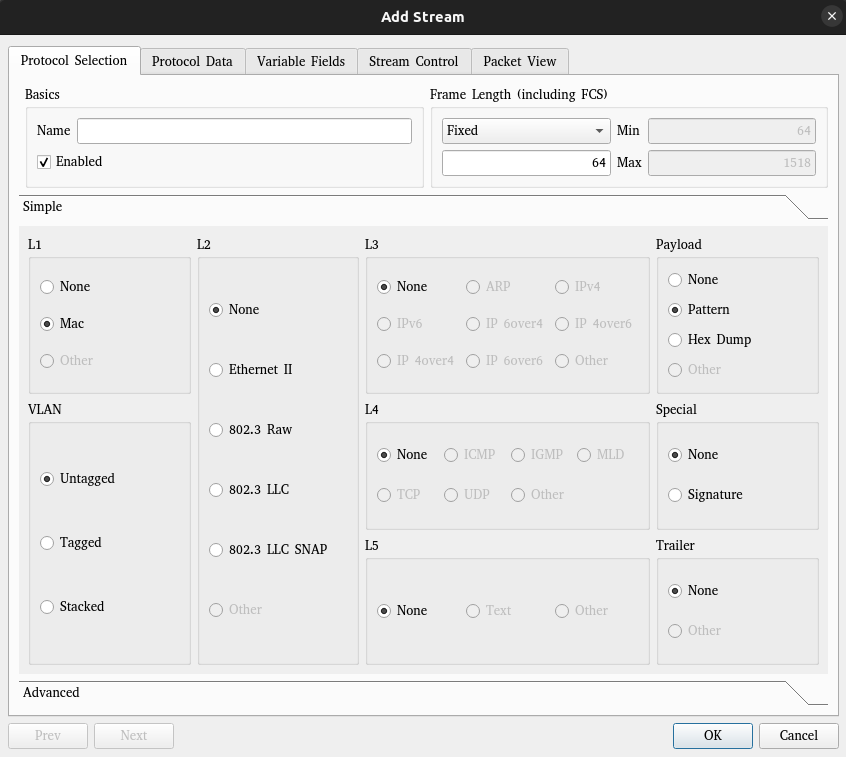 Add Stream
Protocol Selection
Protocol Data
Variable Fields
Stream Control
Packet View
Basics
Name
Enabled
Frame Length (including FCS)
Fixed
Min
64
64
Max
1518
Simple
L1
None
Mac
Other
VLAN
Untagged
Tagged
Stacked
L2
None
Ethernet II
802.3 Raw
802.3 LLC
802.3 LLC SNAP
Other
L3
None
ARP
IPv4
IPv6
IP 6over4
IP 4over6
IP 4over4
IP 6over6
Other
L4
None
ICMP
IGMP
MLD
TCP
UDP
Other
L5
None
Text
Other
Payload
None
Pattern
Hex Dump
Other
Special
None
Signature
Trailer
None
Other
Advanced
Prev
Next
OK
Cancel